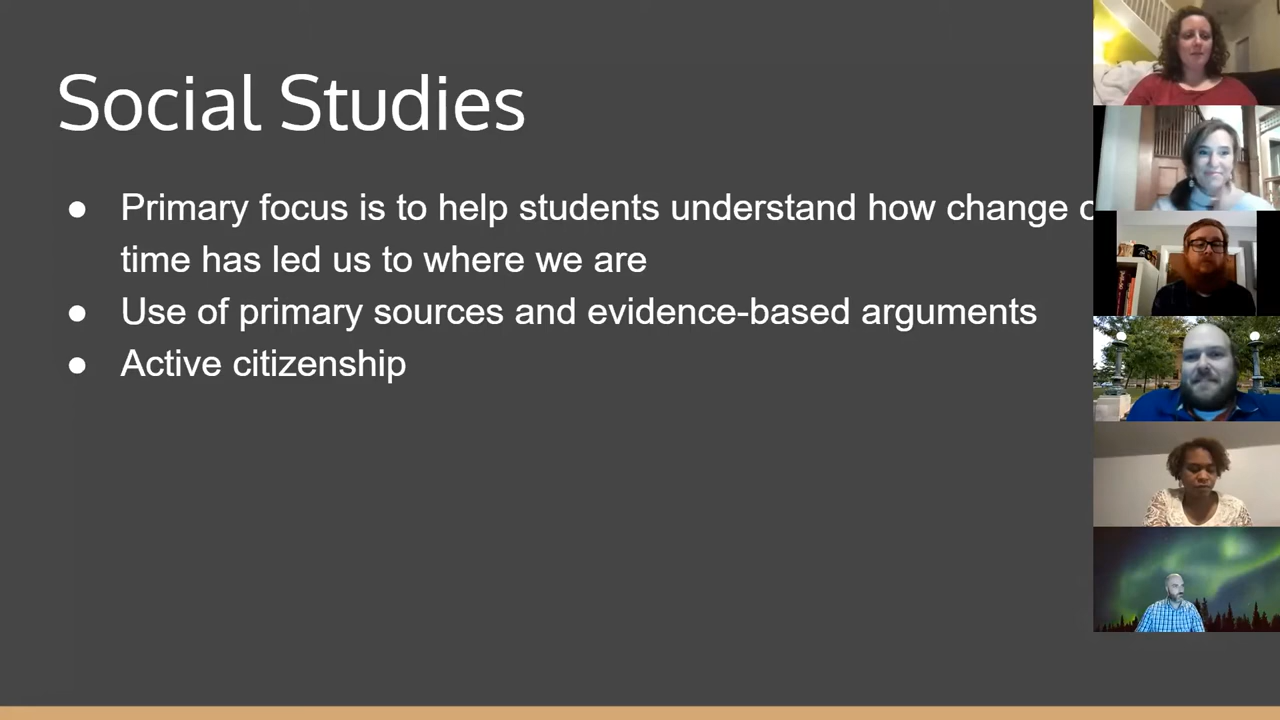 Social Studies
● Primary focus is to help students understand how change
time has led us to where we are
● Use of primary sources and evidence-based arguments
● Active citizenship